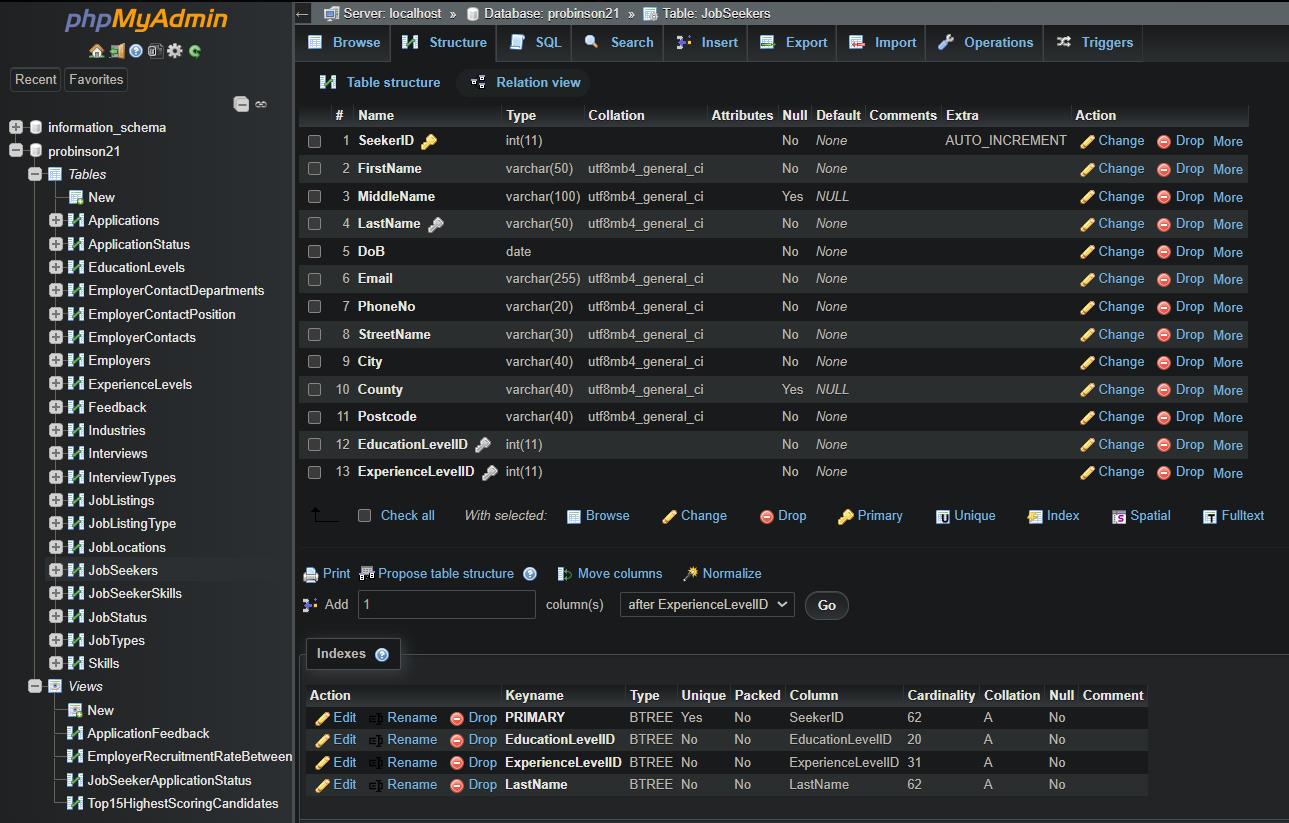 phpMyAdmin
Recent Favorites
information_schema
probinson21
Tables
New
Applications
ApplicationStatus
EducationLevels
EmployerContactDepartments
EmployerContactPosition
EmployerContacts
Employers
ExperienceLevels
Feedback
Industries
Interviews
InterviewTypes
JobListings
JobListingType
JobLocations
JobSeekers
JobSeekerSkills
JobStatus
JobTypes
Skills
Views
New
ApplicationFeedback
EmployerRecruitmentRateBetween
JobSeekerApplicationStatus
Top15HighestScoringCandidates
← Server: localhost » Database: probinson21 » Table: JobSeekers
Browse Structure SQL Search Insert Export Import Operations Triggers
Table structure Relation view
# Name Type Collation Attributes Null Default Comments Extra Action
1 SeekerID int(11) No None AUTO_INCREMENT Change Drop More
2 FirstName varchar(50) utf8mb4_general_ci No None Change Drop More
3 MiddleName varchar(100) utf8mb4_general_ci Yes NULL Change Drop More
4 LastName varchar(50) utf8mb4_general_ci No None Change Drop More
5 DoB date No None Change Drop More
6 Email varchar(255) utf8mb4_general_ci No None Change Drop More
7 PhoneNo varchar(20) utf8mb4_general_ci No None Change Drop More
8 StreetName varchar(30) utf8mb4_general_ci No None Change Drop More
9 City varchar(40) utf8mb4_general_ci No None Change Drop More
10 County varchar(40) utf8mb4_general_ci Yes NULL Change Drop More
11 Postcode varchar(40) utf8mb4_general_ci No None Change Drop More
12 EducationLevelID int(11) No None Change Drop More
13 ExperienceLevelID int(11) No None Change Drop More
Check all With selected: Browse Change Drop Primary Unique Index Spatial Fulltext
Print Propose table structure Move columns Normalize
Add 1 column(s) after ExperienceLevelID Go
Indexes
Action Keyname Type Unique Packed Column Cardinality Collation Null Comment
Edit Rename Drop PRIMARY BTREE Yes No SeekerID 62 A No
Edit Rename Drop EducationLevelID BTREE No No EducationLevelID 20 A No
Edit Rename Drop ExperienceLevelID BTREE No No ExperienceLevelID 31 A No
Edit Rename Drop LastName BTREE No No LastName 62 A No